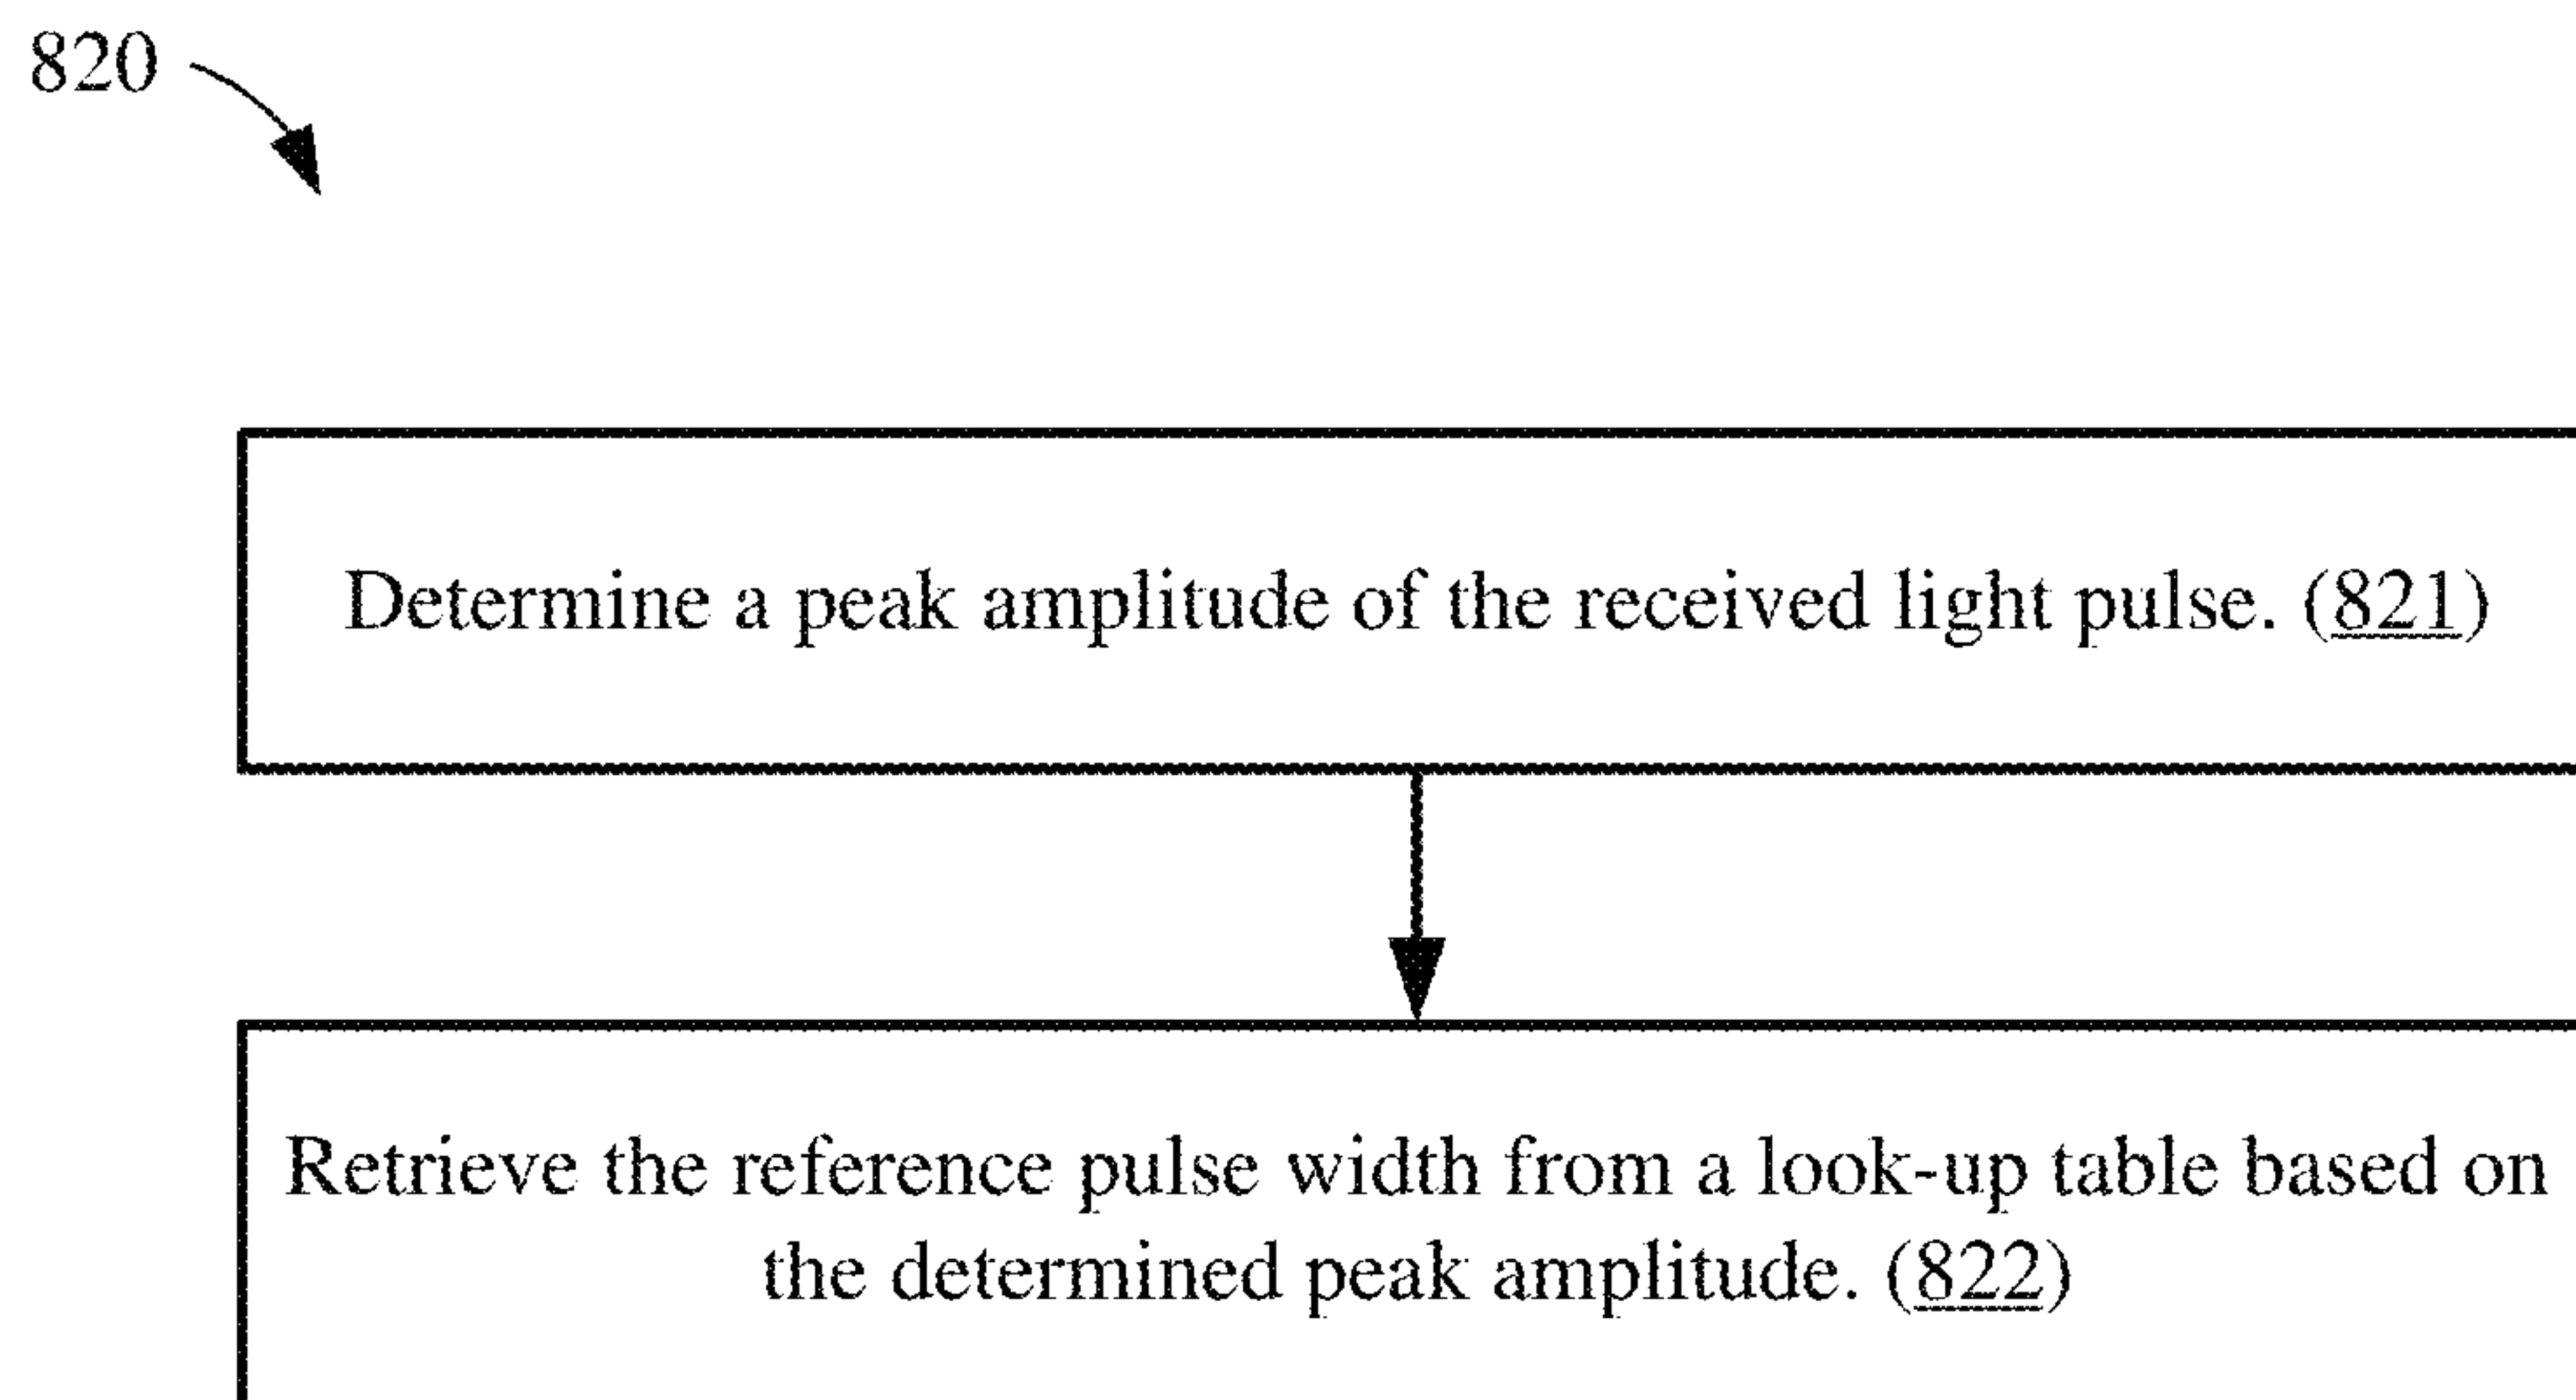 820
Determine a peak amplitude of the received light pulse. (821)
Retrieve the reference pulse width from a look-up table based on
the determined peak amplitude. (822)